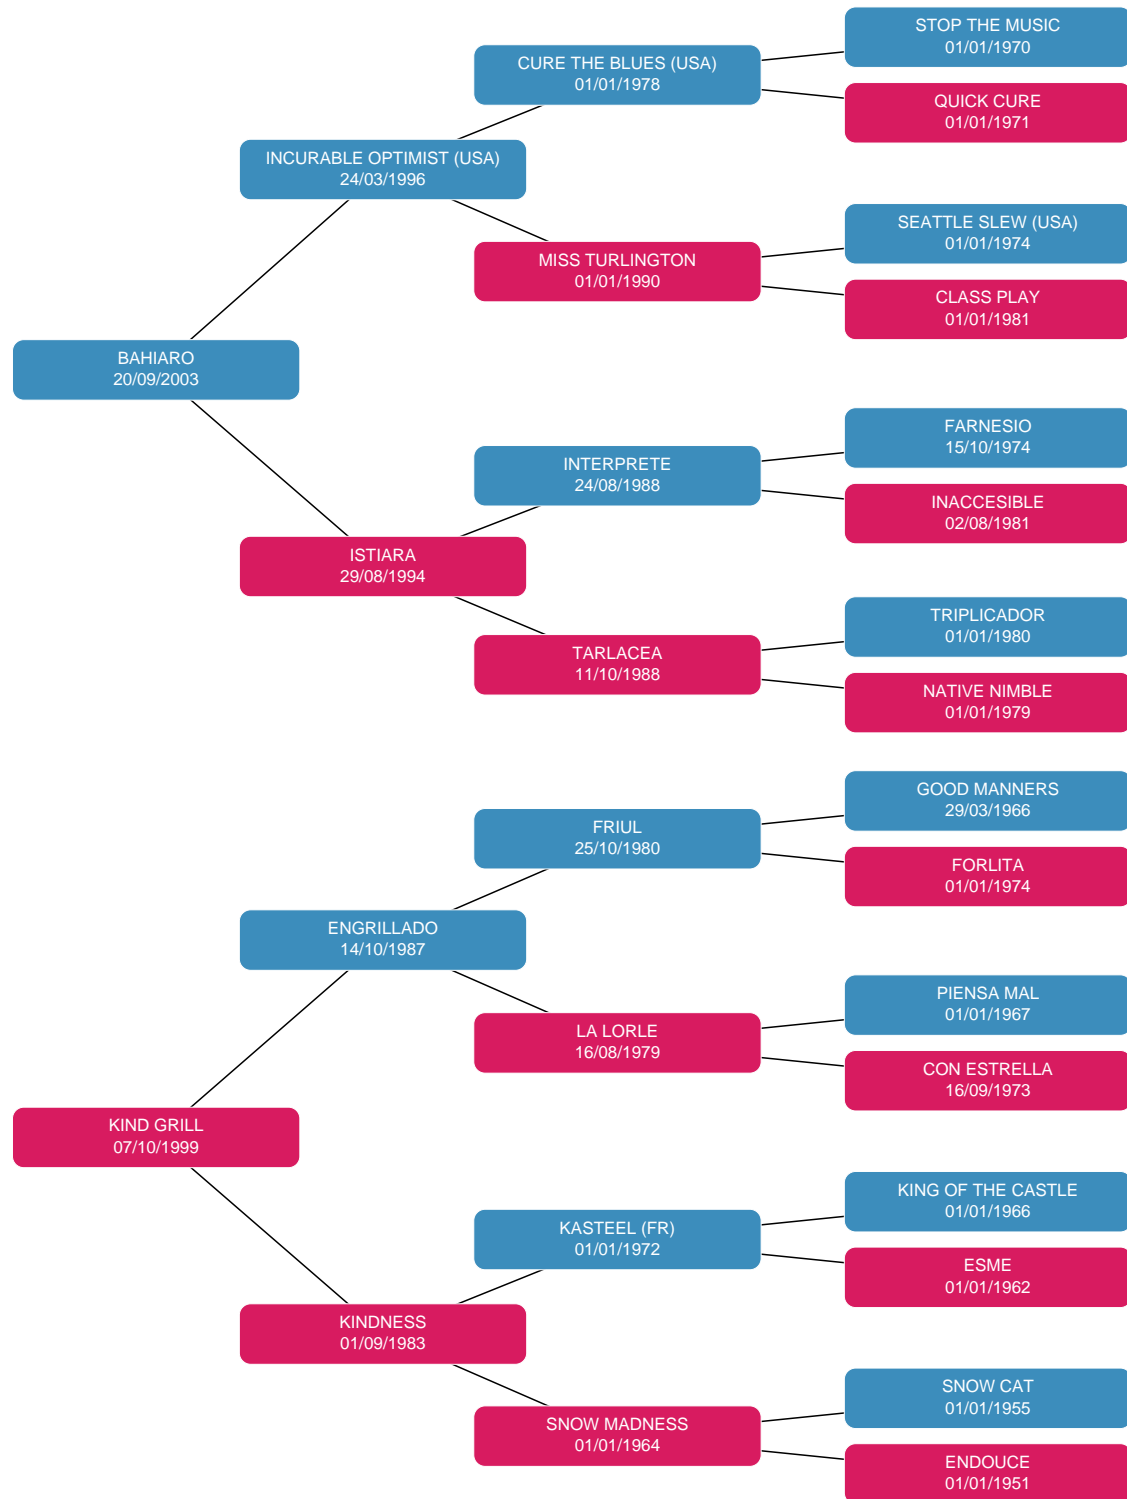 STOP THE MUSIC
01/01/1970
CURE THE BLUES (USA)
01/01/1978
QUICK CURE
01/01/1971
INCURABLE OPTIMIST (USA)
24/03/1996
SEATTLE SLEW (USA)
01/01/1974
MISS TURLINGTON
01/01/1990
CLASS PLAY
01/01/1981
BAHIARO
20/09/2003
FARNESIO
15/10/1974
INTERPRETE
24/08/1988
INACCESIBLE
02/08/1981
ISTIARA
29/08/1994
TRIPLICADOR
01/01/1980
TARLACEA
11/10/1988
NATIVE NIMBLE
01/01/1979
GOOD MANNERS
29/03/1966
FRIUL
25/10/1980
FORLITA
01/01/1974
ENGRILLADO
14/10/1987
PIENSA MAL
01/01/1967
LA LORLE
16/08/1979
CON ESTRELLA
16/09/1973
KIND GRILL
07/10/1999
KING OF THE CASTLE
01/01/1966
KASTEEL (FR)
01/01/1972
ESME
01/01/1962
KINDNESS
01/09/1983
SNOW CAT
01/01/1955
SNOW MADNESS
01/01/1964
ENDOUCE
01/01/1951